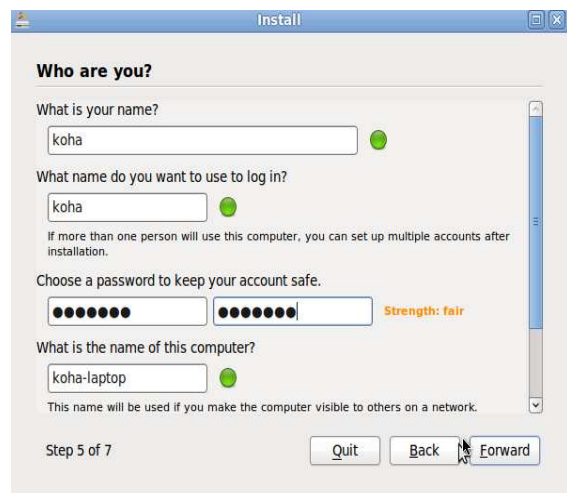 Install
Who are you?
What is your name?
koha
What name do you want to use to log in?
koha
If more than one person will use this computer, you can set up multiple accounts after
installation.
Choose a password to keep your account safe.
●●●●●●● ●●●●●●● Strength: fair
What is the name of this computer?
koha-laptop
This name will be used if you make the computer visible to others on a network.
Step 5 of 7 Quit Back Forward